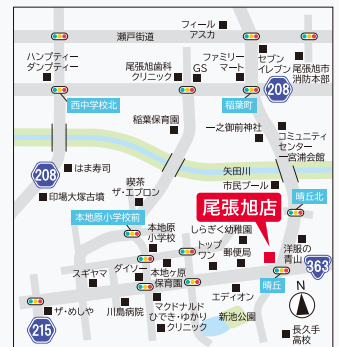 フィール
アスカ
瀬戸街道
ハンプティー
ダンプティー
尾張旭歯科
クリニック
GS
ファミリー
マート
セブン
イレブン
尾張旭市
消防本部
西中学校北
稲葉町
208
稲葉保育園
一之御前神社
コミュニティ
センター
一宮浦会館
はま寿司
208
印場大塚古墳
喫茶
ザ・エプロン
矢田川
市民プール
晴丘北
尾張旭店
本地原小学校前
本地原
小学校
しらぎく幼稚園
トップ
ワン
郵便局
洋服の
青山
363
スギヤマ
ダイソー
本地ヶ原
保育園
晴丘
エディオン
N
ザ・めしや
川島病院
マクドナルド
ひでき・ゆかり
クリニック
新池公園
215
長久手
高校